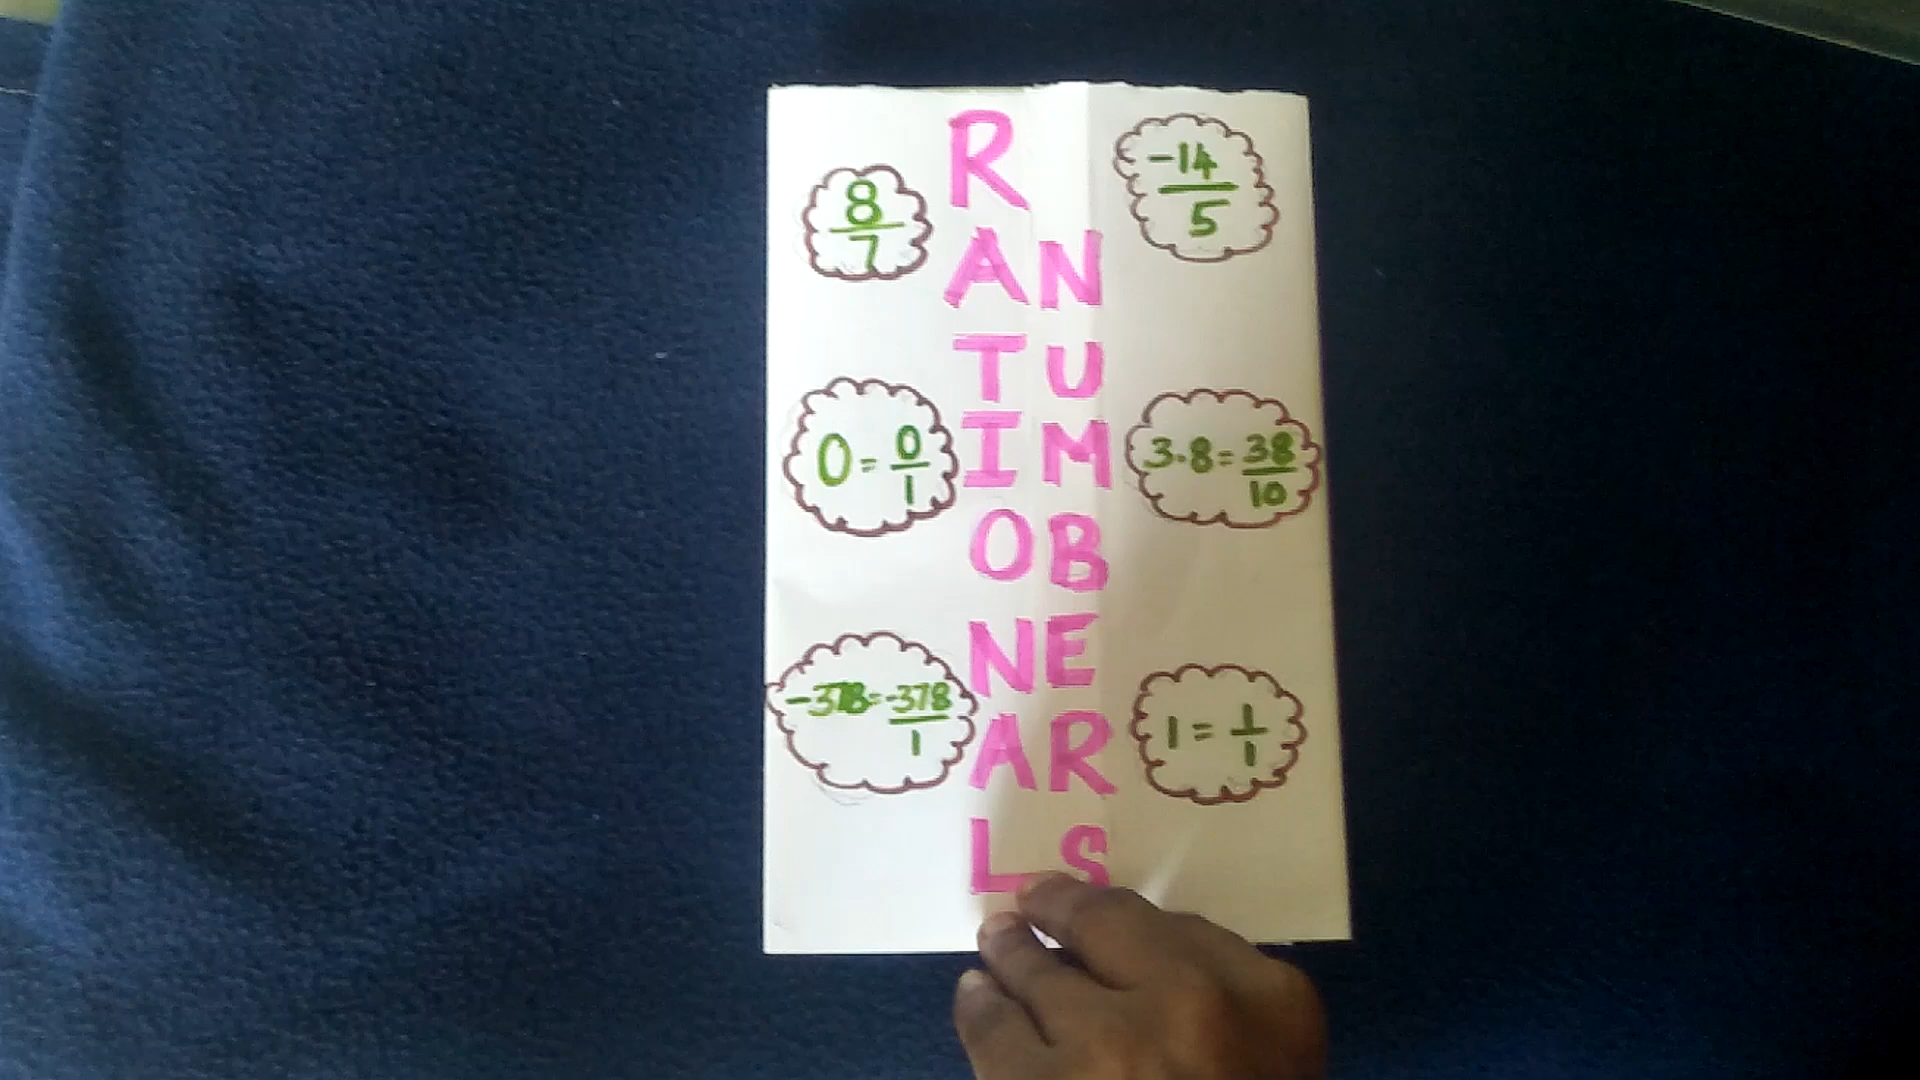 RATIONAL
NUMBERS
8/7
-14/5
0 = 0/1
3.8 = 38/10
-378 = -378/1
1 = 1/1